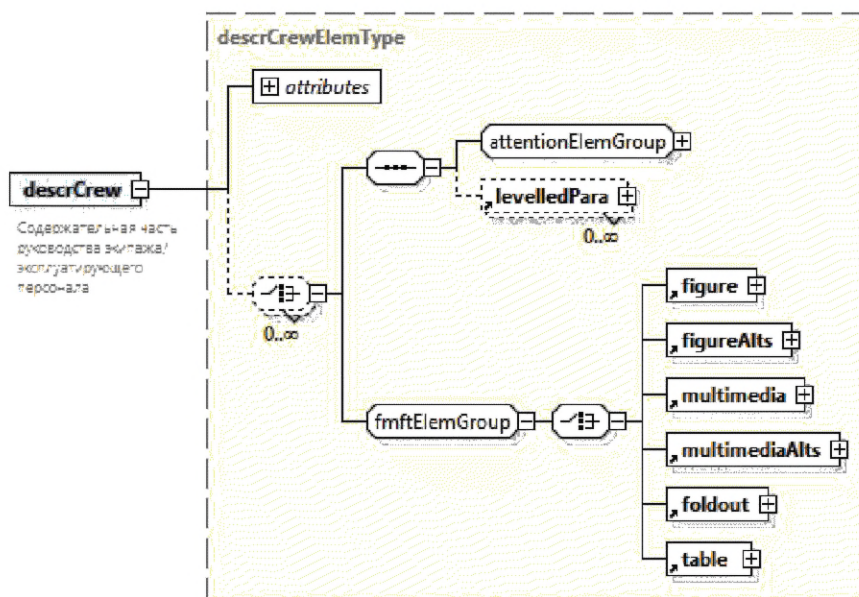 descrCrewElemType
attributes
attentionElemGroup
descrCrew
levelledPara
0..∞
Содержательная часть
руководства экипажа/
эксплуатирующего
персонала
0..∞
figure
figureAlts
multimedia
fmftElemGroup
multimediaAlts
foldout
table